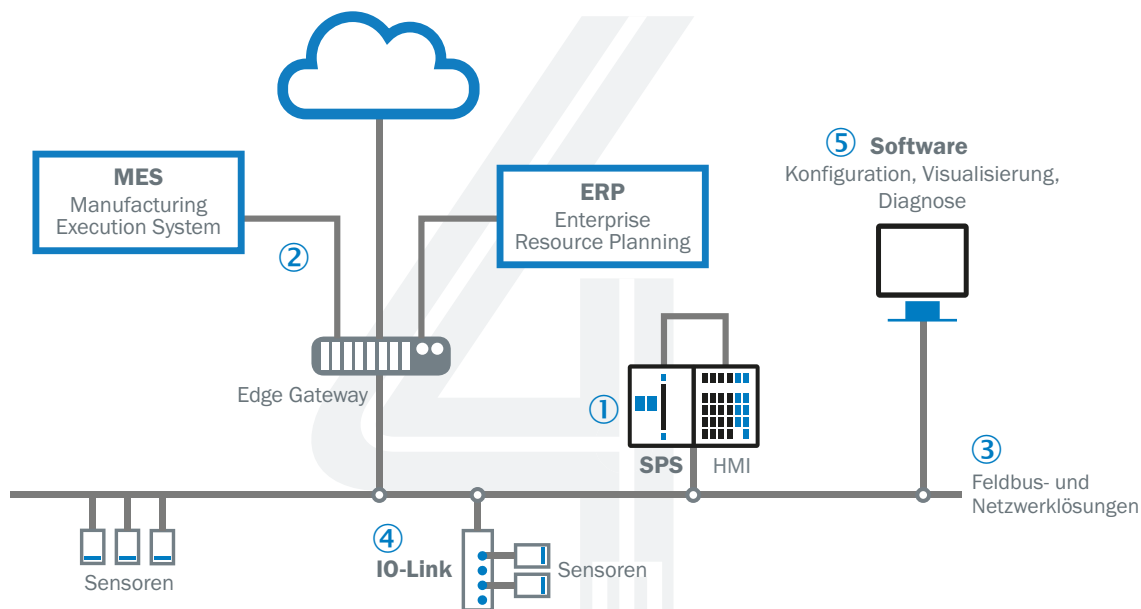 MES
Manufacturing
Execution System
②
ERP
Enterprise
Resource Planning
⑤ Software
Konfiguration, Visualisierung,
Diagnose
Edge Gateway
①
SPS HMI
③
Feldbus- und
Netzwerklösungen
Sensoren
④
IO-Link
Sensoren